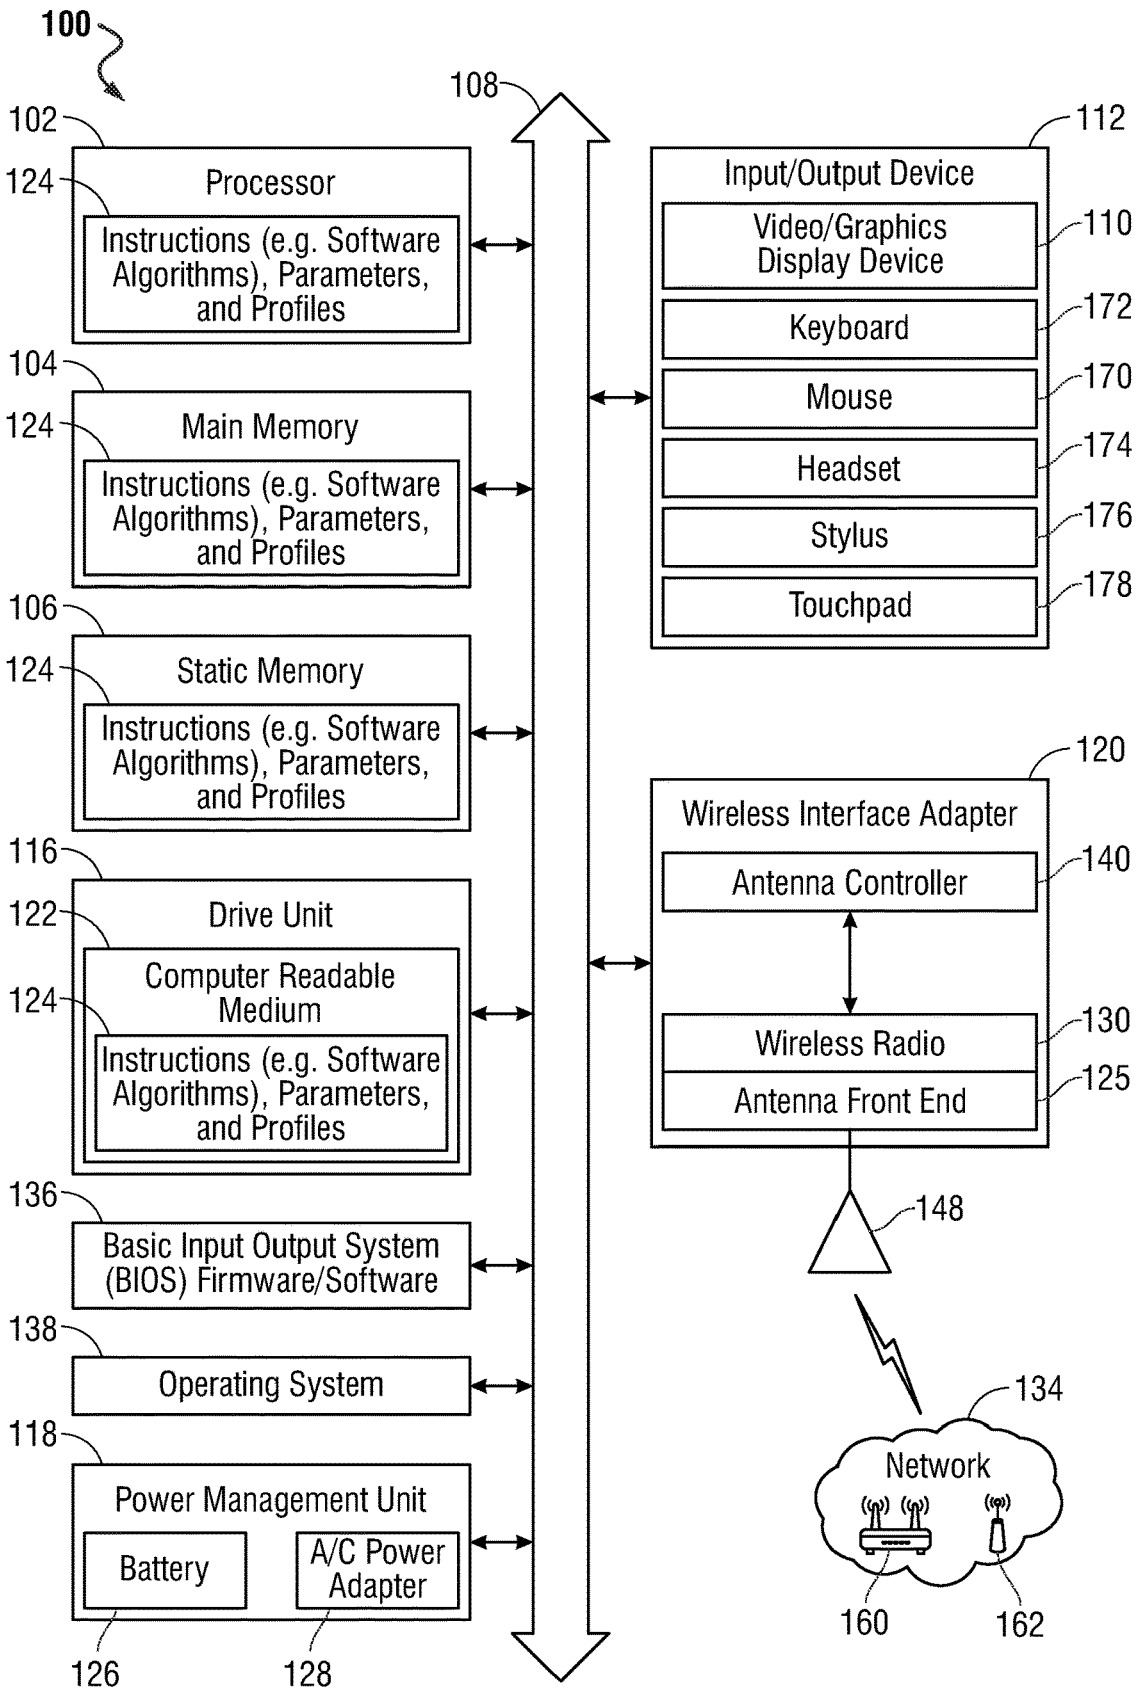 100
108
102
124
Processor
Instructions (e.g. Software
Algorithms), Parameters,
and Profiles
104
124
Main Memory
Instructions (e.g. Software
Algorithms), Parameters,
and Profiles
106
124
Static Memory
Instructions (e.g. Software
Algorithms), Parameters,
and Profiles
116
122
124
Drive Unit
Computer Readable
Medium
Instructions (e.g. Software
Algorithms), Parameters,
and Profiles
136
Basic Input Output System
(BIOS) Firmware/Software
138
Operating System
118
Power Management Unit
Battery
A/C Power
Adapter
126
128
112
Input/Output Device
Video/Graphics
Display Device
110
Keyboard
172
Mouse
170
Headset
174
Stylus
176
Touchpad
178
120
Wireless Interface Adapter
Antenna Controller
140
Wireless Radio
130
Antenna Front End
125
148
134
Network
160
162